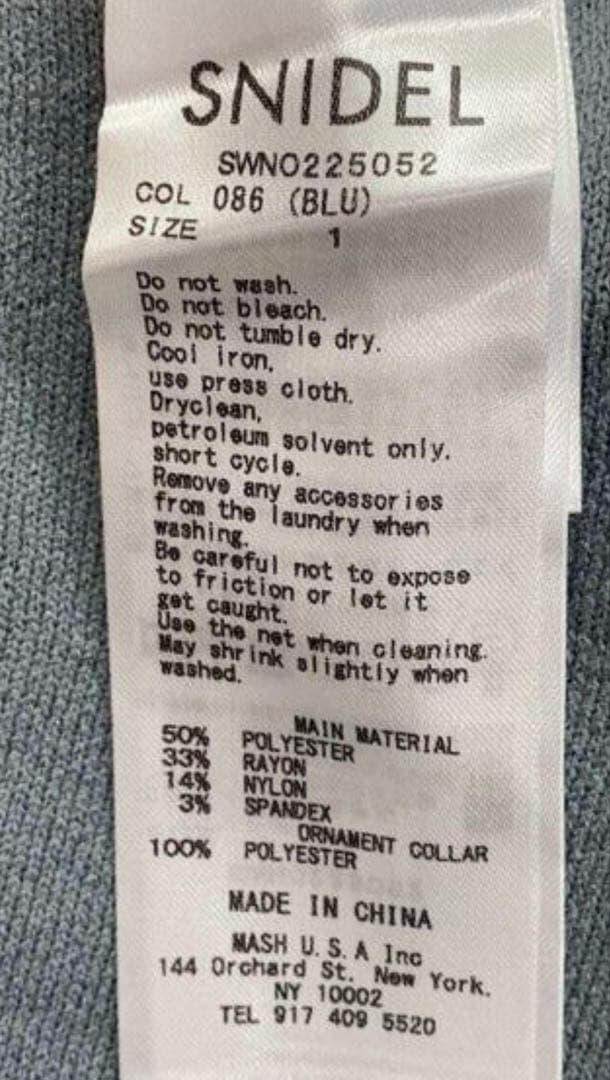 SNIDEL
SWNO225052
COL 086 (BLU)
SIZE 1
Do not wash.
Do not bleach.
Do not tumble dry.
Cool iron,
use press cloth.
Dryclean,
petroleum solvent only.
short cycle.
Remove any accessories
from the laundry when
washing.
Be careful not to expose
to friction or let it
get caught.
Use the net when cleaning.
May shrink slightly when
washed.
MAIN MATERIAL
50% POLYESTER
33% RAYON
14% NYLON
3% SPANDEX
ORNAMENT COLLAR
100% POLYESTER
MADE IN CHINA
MASH U.S.A Inc
144 Orchard St. New York.
NY 10002
TEL 917 409 5520